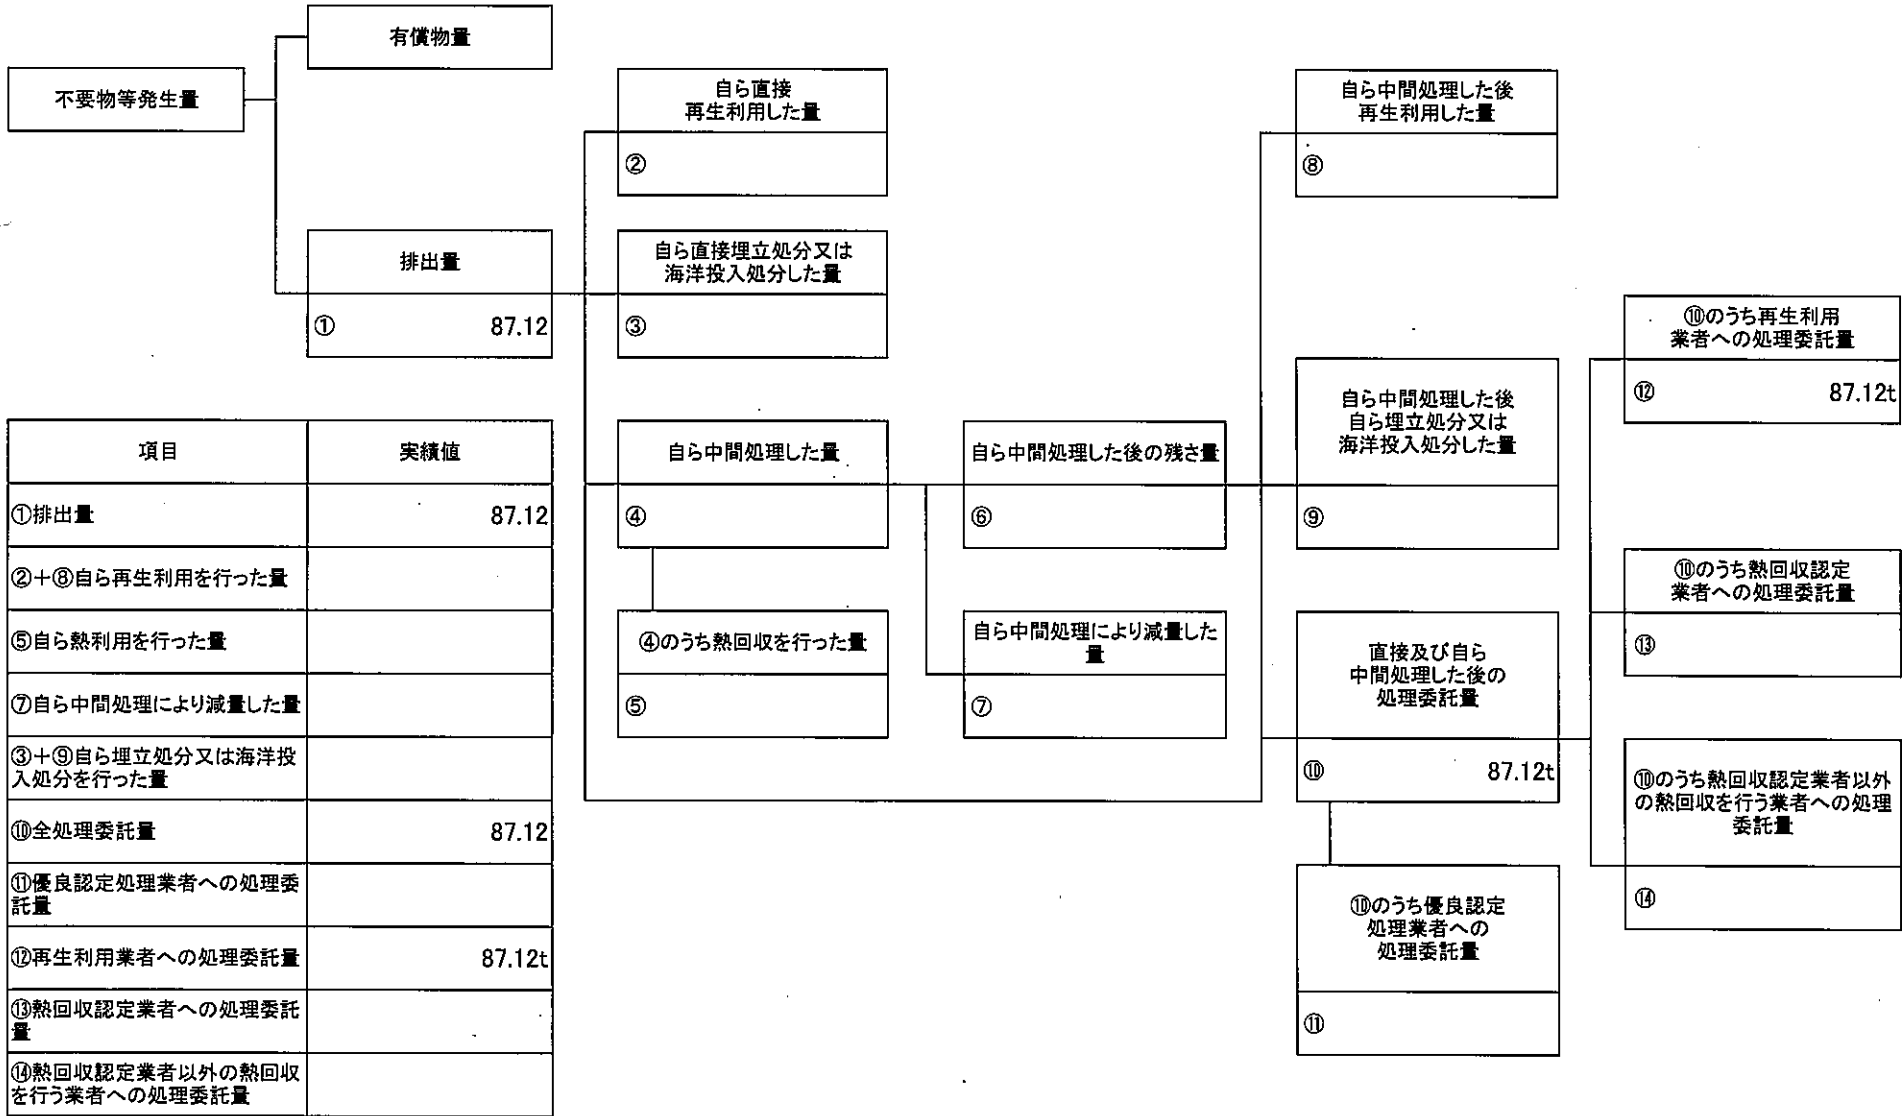 有償物量
不要物等発生量
自ら直接
再生利用した量
②
自ら中間処理した後
再生利用した量
⑧
排出量
① 87.12
自ら直接埋立処分又は
海洋投入処分した量
③
⑩のうち再生利用
業者への処理委託量
⑫ 87.12t
自ら中間処理した後
自ら埋立処分又は
海洋投入処分した量
⑨
自ら中間処理した量
④
自ら中間処理した後の残さ量
⑥
⑩のうち熱回収認定
業者への処理委託量
⑬
④のうち熱回収を行った量
⑤
自ら中間処理により減量した
量
⑦
直接及び自ら
中間処理した後の
処理委託量
⑩ 87.12t
⑩のうち熱回収認定業者以外
の熱回収を行う業者への処理
委託量
⑭
⑩のうち優良認定
処理業者への
処理委託量
⑪
項目 実績値
①排出量 87.12
②+⑧自ら再生利用を行った量
⑤自ら熱利用を行った量
⑦自ら中間処理により減量した量
③+⑨自ら埋立処分又は海洋投
入処分を行った量
⑩全処理委託量 87.12
⑪優良認定処理業者への処理委
託量
⑫再生利用業者への処理委託量 87.12t
⑬熱回収認定業者への処理委託
量
⑭熱回収認定業者以外の熱回収
を行う業者への処理委託量